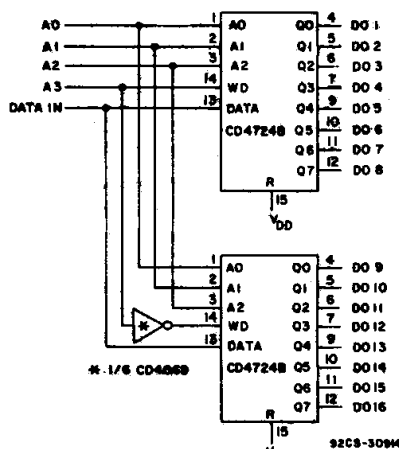 A0 1 A0 Q0 4 DO 1
A1 2 A1 Q1 5 DO 2
A2 3 A2 Q2 6 DO 3
A3 14 WD Q3 7 DO 4
DATA IN 13 DATA Q4 9 DO 5
CD4724B Q5 10 DO 6
Q6 11 DO 7
Q7 12 DO 8
R
15
VDD
1 A0 Q0 4 DO 9
2 A1 Q1 5 DO 10
3 A2 Q2 6 DO 11
* 14 WD Q3 7 DO 12
13 DATA Q4 9 DO 13
* 1/6 CD4069 CD4724B Q5 10 DO 14
Q6 11 DO 15
Q7 12 DO 16
R
15
92CS-30914